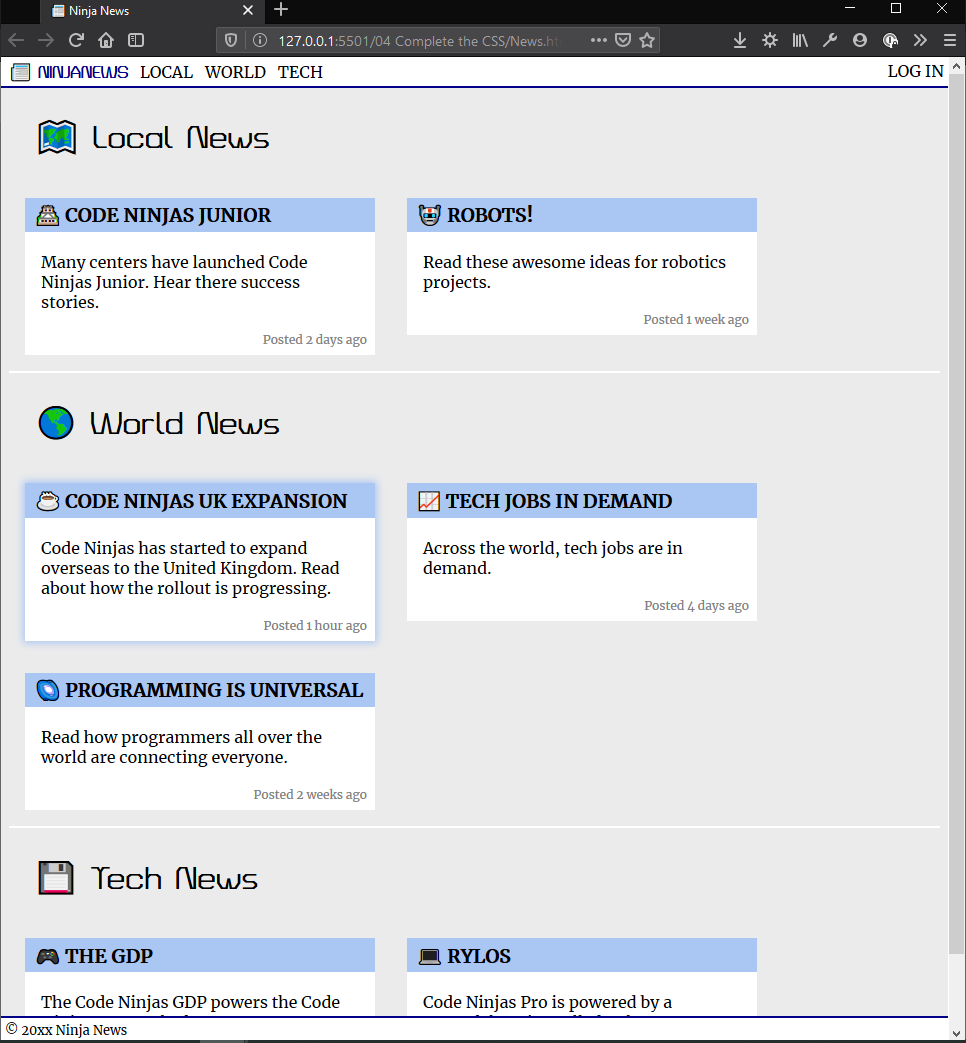 Ninja News
127.0.0.1:5501/04 Complete the CSS/News.ht
NINJANEWS LOCAL WORLD TECH LOG IN
Local News
CODE NINJAS JUNIOR
Many centers have launched Code
Ninjas Junior. Hear there success
stories.
Posted 2 days ago
ROBOTS!
Read these awesome ideas for robotics
projects.
Posted 1 week ago
World News
CODE NINJAS UK EXPANSION
Code Ninjas has started to expand
overseas to the United Kingdom. Read
about how the rollout is progressing.
Posted 1 hour ago
TECH JOBS IN DEMAND
Across the world, tech jobs are in
demand.
Posted 4 days ago
PROGRAMMING IS UNIVERSAL
Read how programmers all over the
world are connecting everyone.
Posted 2 weeks ago
Tech News
THE GDP
The Code Ninjas GDP powers the Code
RYLOS
Code Ninjas Pro is powered by a
© 20xx Ninja News